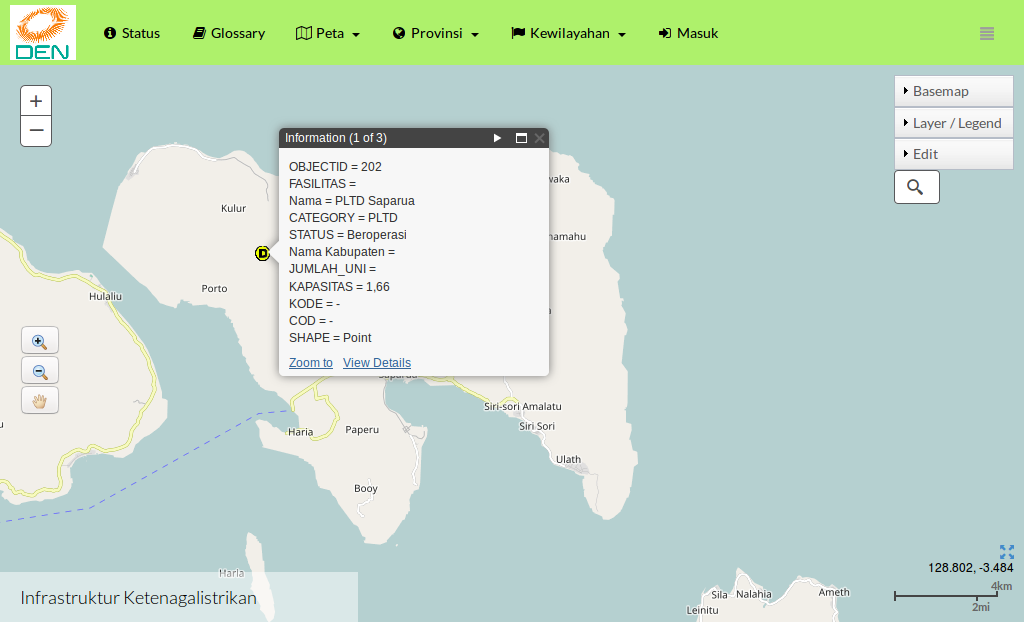 DEN
Status
Glossary
Peta
Provinsi
Kewilayahan
Masuk
+
−
Basemap
Layer / Legend
Edit
Information (1 of 3)
OBJECTID = 202
FASILITAS =
Nama = PLTD Saparua
CATEGORY = PLTD
STATUS = Beroperasi
Nama Kabupaten =
JUMLAH_UNI =
KAPASITAS = 1,66
KODE = -
COD = -
SHAPE = Point
Zoom to View Details
Kulur
D
Porto
Hulaliu
Siri-sori Amalatu
Siri Sori
Haria
Paperu
Ulath
Booy
Haria
Infrastruktur Ketenagalistrikan
128.802, -3.484
4km
2mi
Sila
Nalahia
Ameth
Leinitu